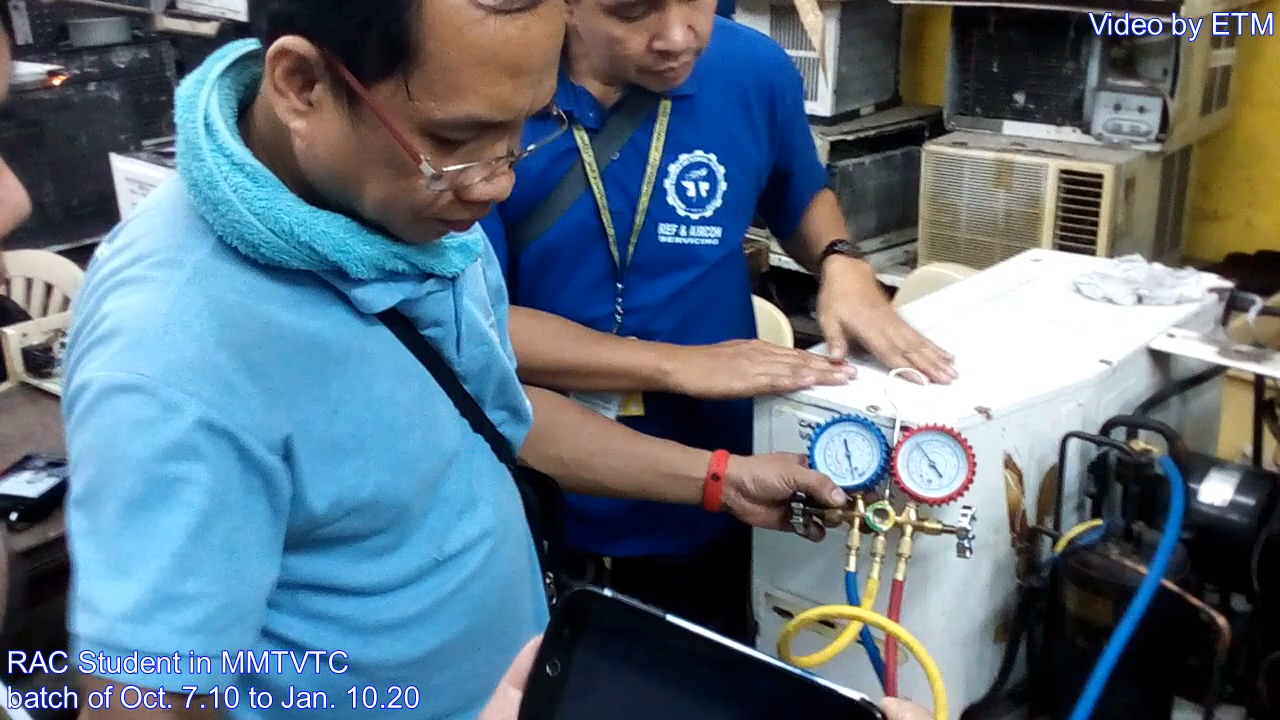 Video by ETM
REF & AIRCON
SERVICING
RAC Student in MMTVTC
batch of Oct. 7.10 to Jan. 10.20